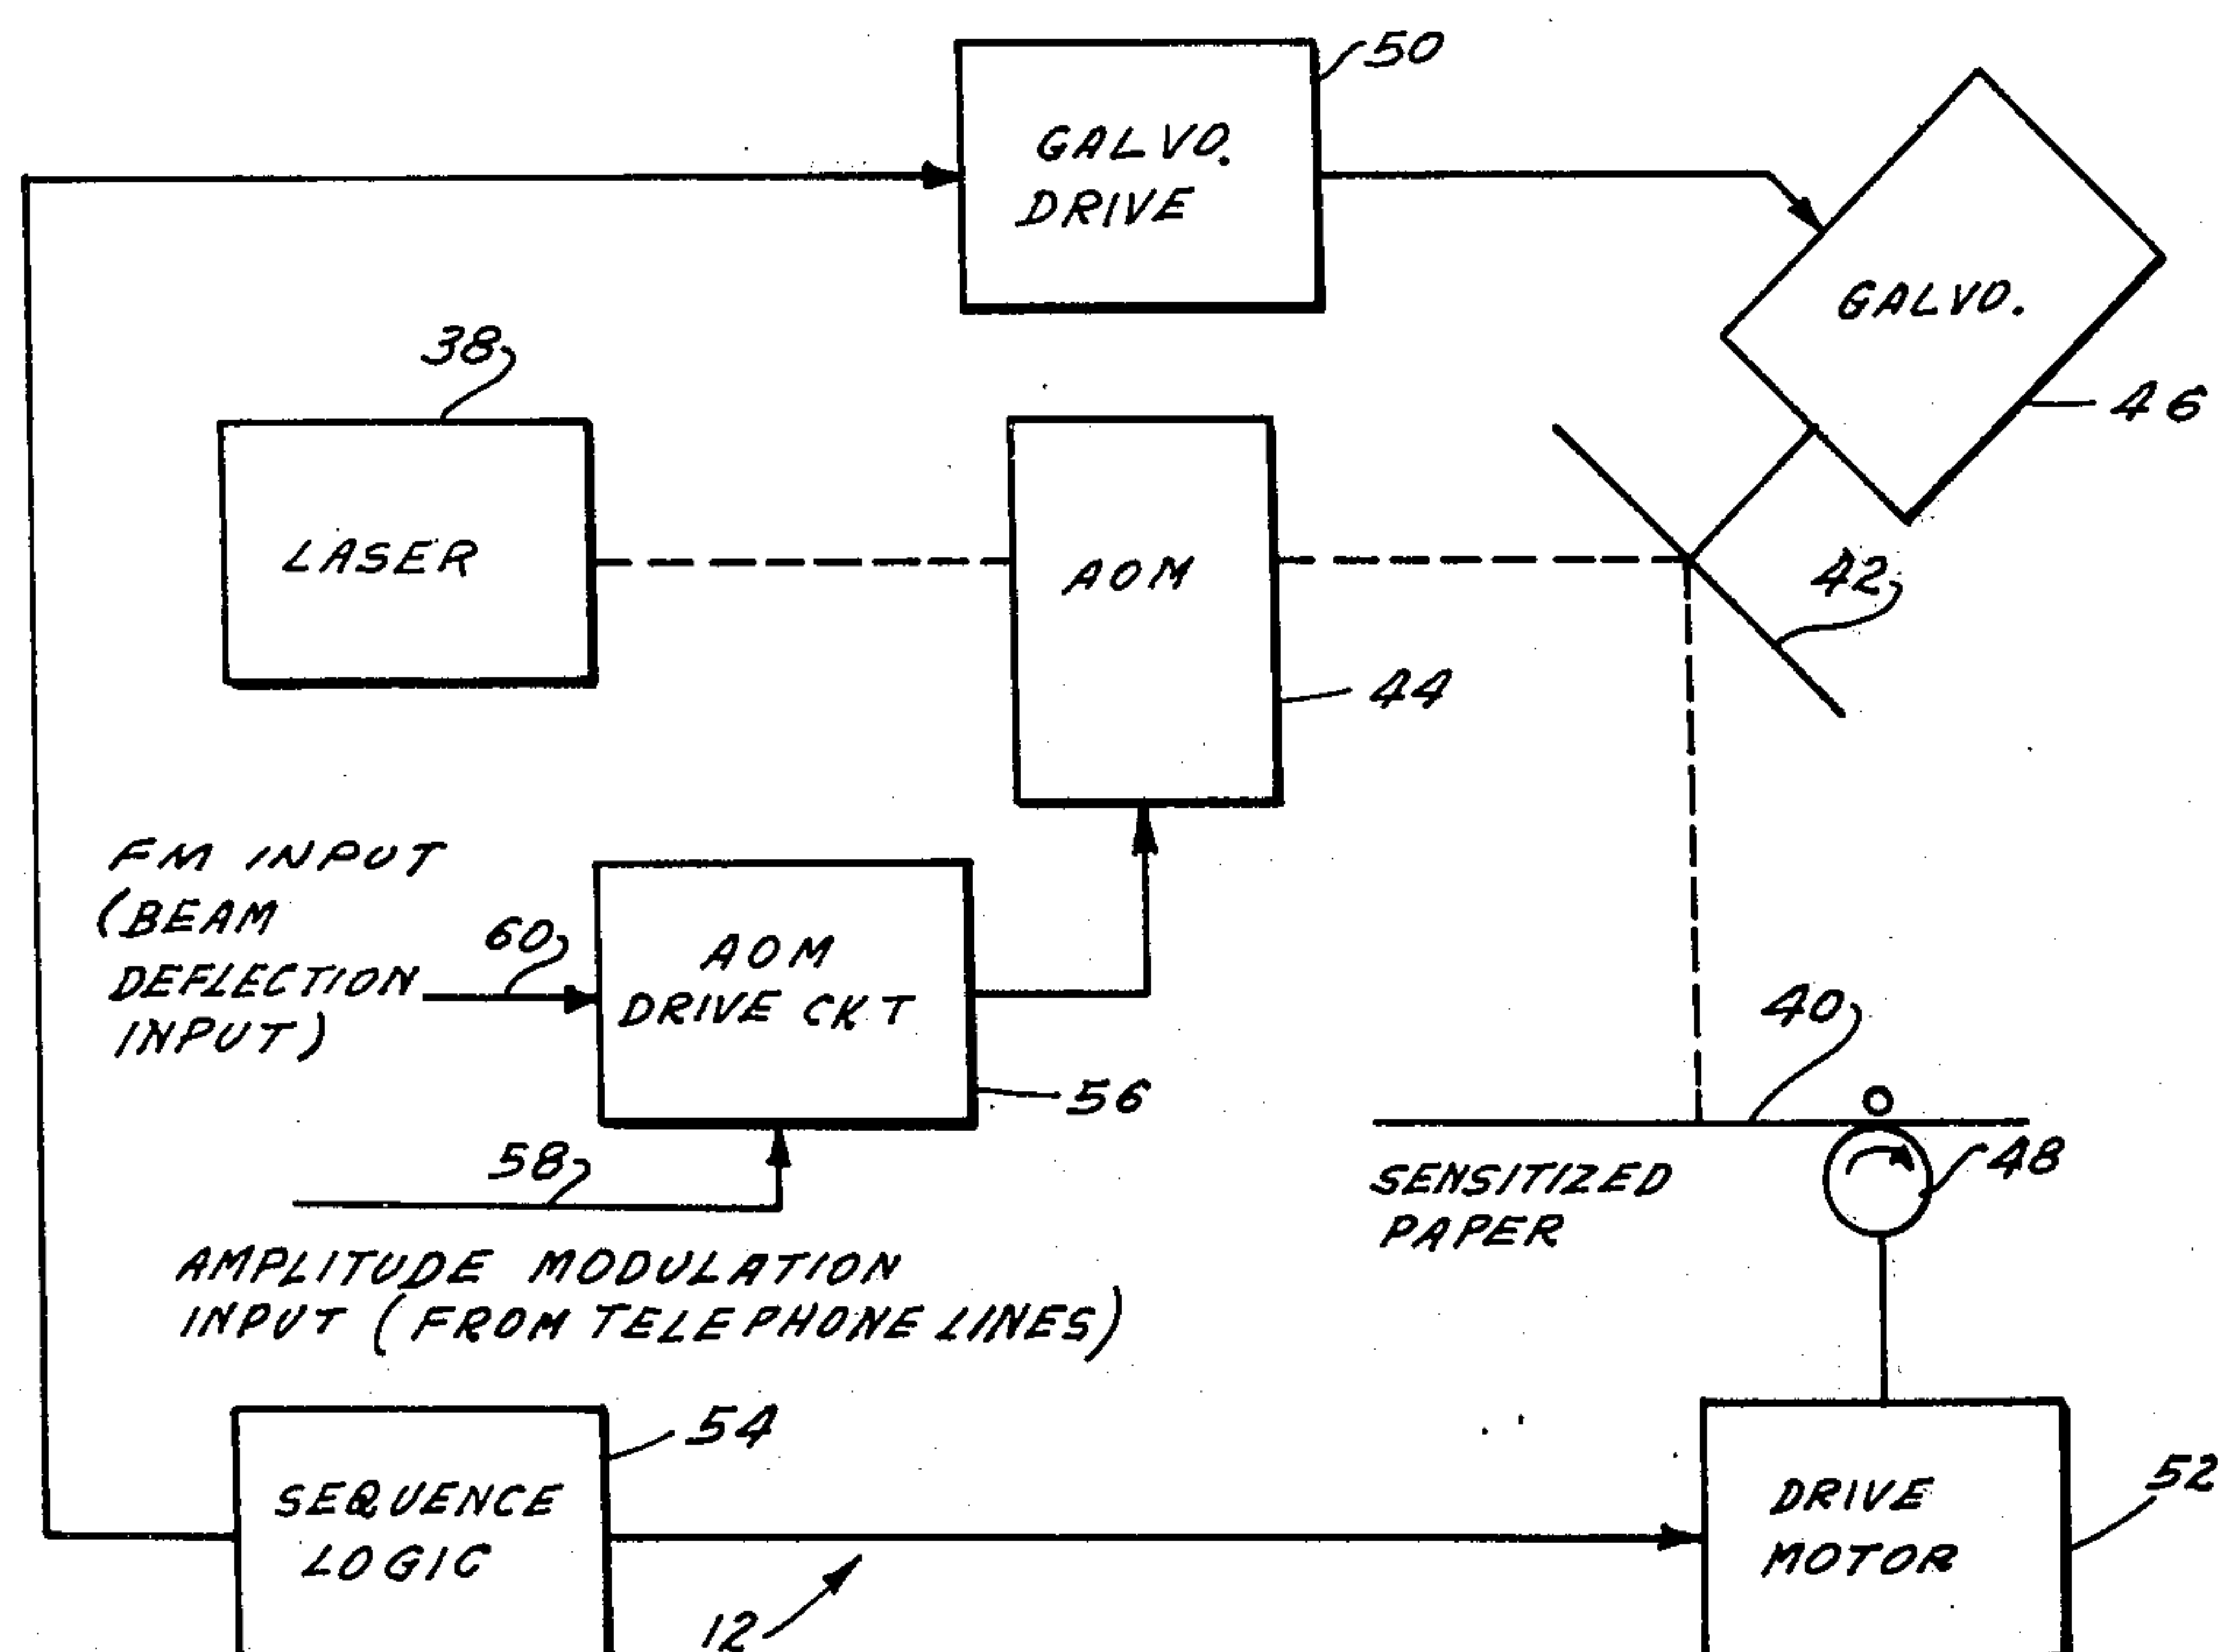 50
GALVO.
DRIVE
GALVO.
38
46
LASER
AOM
42
44
FM INPUT
(BEAM
DEFLECTION
INPUT)
60
AOM
DRIVE CKT
40
56
58
SENSITIZED
PAPER
48
AMPLITUDE MODULATION
INPUT (FROM TELEPHONE LINES)
54
SEQUENCE
LOGIC
52
DRIVE
MOTOR
12